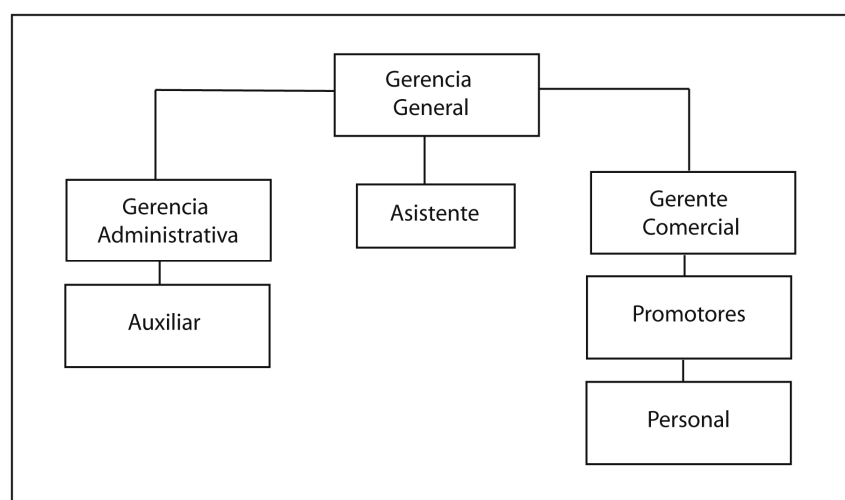 Gerencia
General
Gerencia
Administrativa
Asistente
Gerente
Comercial
Auxiliar
Promotores
Personal